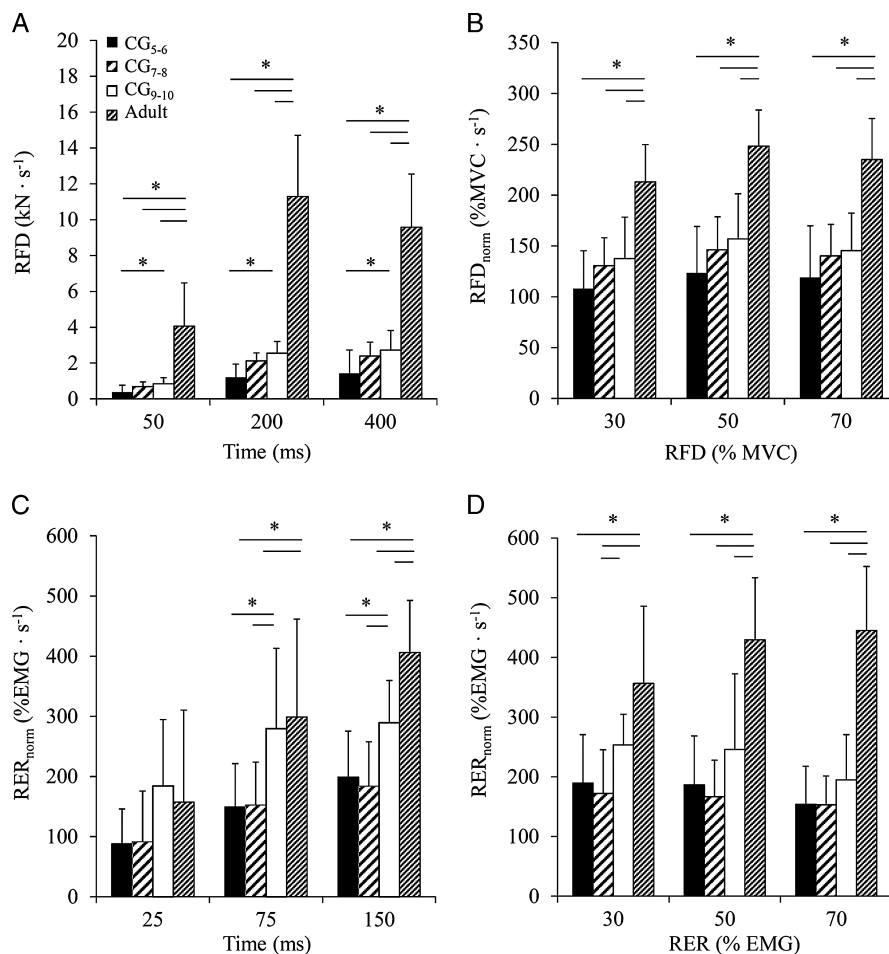 A
CG5-6
CG7-8
CG9-10
Adult
RFD (kN · s-1)
20
18
16
14
12
10
8
6
4
2
0
* * * * * *
50 200 400
Time (ms)
B
RFDnorm (%MVC · s-1)
350
300
250
200
150
100
50
0
* * *
30 50 70
RFD (% MVC)
C
RERnorm (%EMG · s-1)
600
500
400
300
200
100
0
* * * *
25 75 150
Time (ms)
D
RERnorm (%EMG · s-1)
600
500
400
300
200
100
0
* * *
30 50 70
RER (% EMG)